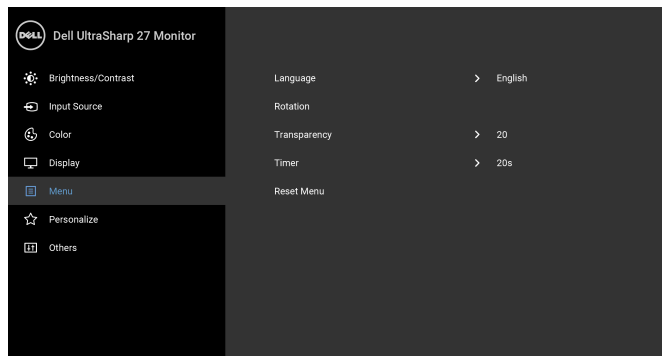 DELL Dell UltraSharp 27 Monitor
Brightness/Contrast
Input Source
Color
Display
Menu
Personalize
Others
Language > English
Rotation
Transparency > 20
Timer > 20s
Reset Menu